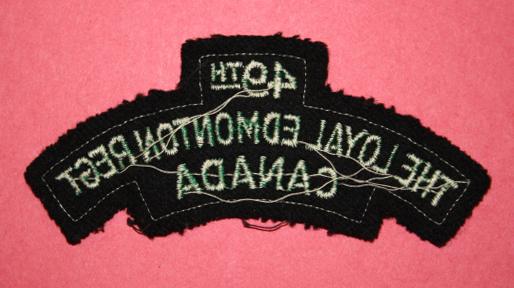 40TH
THE LOYAL EDMONTON REGT
CANADA